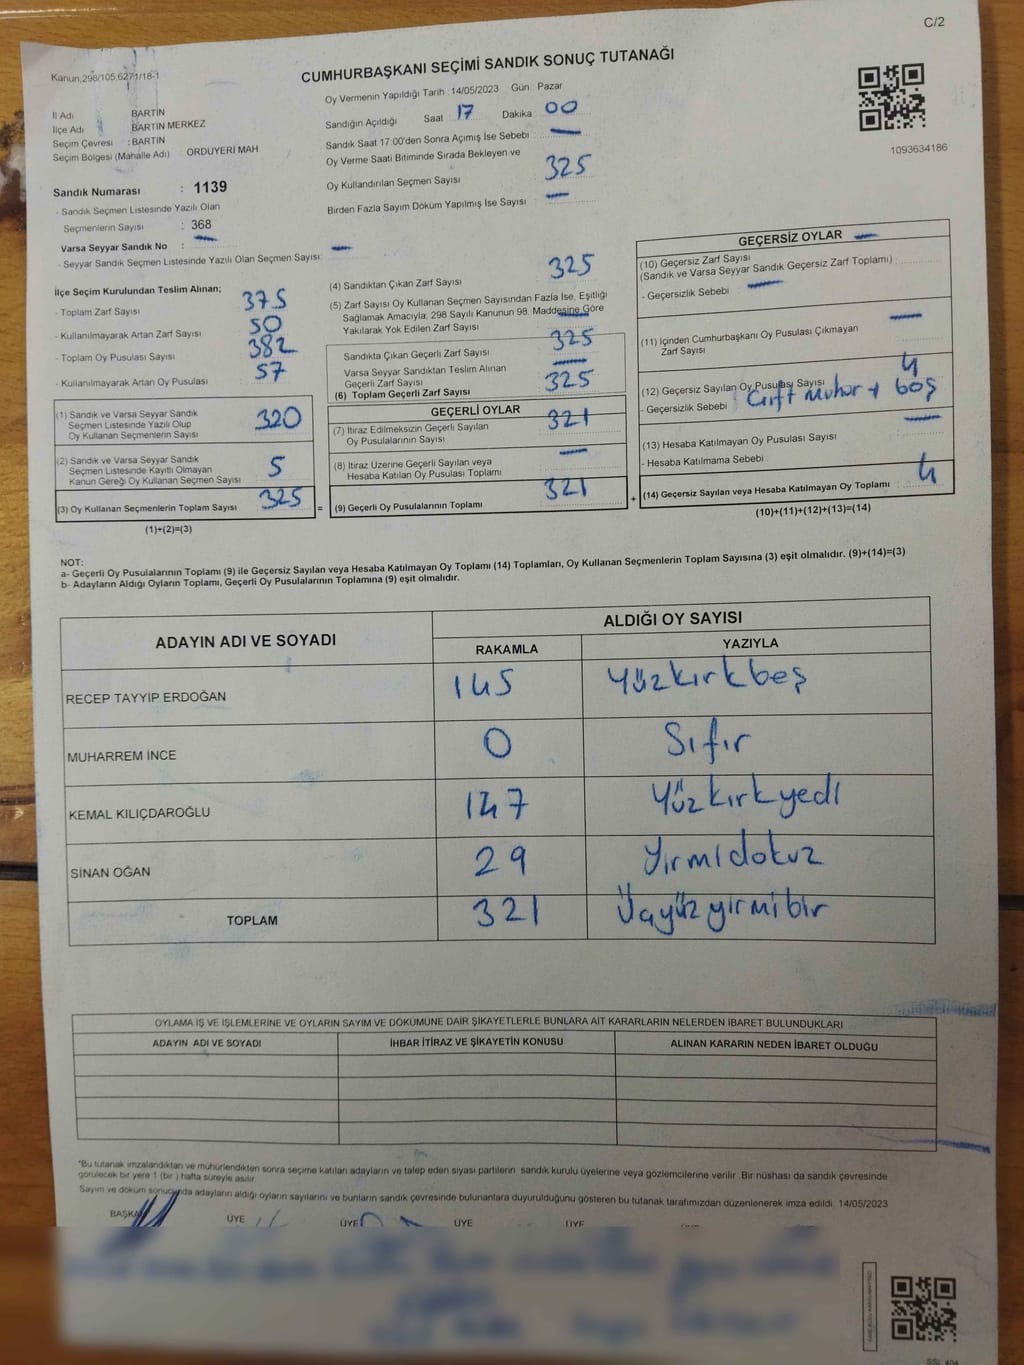 C/2
Kanun;298/105;6271/18-1
CUMHURBAŞKANI SEÇİMİ SANDIK SONUÇ TUTANAĞI
İl Adı BARTIN
İlçe Adı BARTIN MERKEZ
Seçim Çevresi : BARTIN
Seçim Bölgesi (Mahalle Adı) ORDUYERİ MAH.
Sandık Numarası : 1139
- Sandık Seçmen Listesinde Yazılı Olan
Seçmenlerin Sayısı : 368
Varsa Seyyar Sandık No : —
- Seyyar Sandık Seçmen Listesinde Yazılı Olan Seçmen Sayısı: —
Oy Vermenin Yapıldığı Tarih 14/05/2023 Gün Pazar
Sandığın Açıldığı Saat 17 Dakika 00
Sandık Saat 17.00'den Sonra Açımış İse Sebebi —
Oy Verme Saati Bitiminde Sırada Bekleyen ve
Oy Kullandırılan Seçmen Sayısı 325
Birden Fazla Sayım Döküm Yapılmış İse Sayısı —
1093634186
İlçe Seçim Kurulundan Teslim Alınan;
- Toplam Zarf Sayısı 375
- Kullanılmayarak Artan Zarf Sayısı 50
- Toplam Oy Pusulası Sayısı 382
- Kullanılmayarak Artan Oy Pusulası 57
(1) Sandık ve Varsa Seyyar Sandık
Seçmen Listesinde Yazılı Olup
Oy Kullanan Seçmenlerin Sayısı 320
(2) Sandık ve Varsa Seyyar Sandık
Seçmen Listesinde Kayıtlı Olmayan
Kanun Gereği Oy Kullanan Seçmen Sayısı 5
(3) Oy Kullanan Seçmenlerin Toplam Sayısı 325
(1)+(2)=(3)
=
(4) Sandıktan Çıkan Zarf Sayısı 325
(5) Zarf Sayısı Oy Kullanan Seçmen Sayısından Fazla İse, Eşitliği
Sağlamak Amacıyla; 298 Sayılı Kanunun 98. Maddesine Göre
Yakılarak Yok Edilen Zarf Sayısı —
Sandıkta Çıkan Geçerli Zarf Sayısı 325
Varsa Seyyar Sandıktan Teslim Alınan
Geçerli Zarf Sayısı —
(6) Toplam Geçerli Zarf Sayısı 325
GEÇERLİ OYLAR
(7) İtiraz Edilmeksizin Geçerli Sayılan
Oy Pusulalarının Sayısı 321
(8) İtiraz Üzerine Geçerli Sayılan veya
Hesaba Katılan Oy Pusulası Toplamı —
(9) Geçerli Oy Pusulalarının Toplamı 321
+
GEÇERSİZ OYLAR —
(10) Geçersiz Zarf Sayısı
(Sandık ve Varsa Seyyar Sandık Geçersiz Zarf Toplamı) :
- Geçersizlik Sebebi : —
(11) İçinden Cumhurbaşkanı Oy Pusulası Çıkmayan
Zarf Sayısı —
(12) Geçersiz Sayılan Oy Pusulası Sayısı 4
- Geçersizlik Sebebi : Çift Muhür + boş
(13) Hesaba Katılmayan Oy Pusulası Sayısı —
- Hesaba Katılmama Sebebi :
(14) Geçersiz Sayılan veya Hesaba Katılmayan Oy Toplamı : 4
(10)+(11)+(12)+(13)=(14)
NOT:
a- Geçerli Oy Pusulalarının Toplamı (9) ile Geçersiz Sayılan veya Hesaba Katılmayan Oy Toplamı (14) Toplamları, Oy Kullanan Seçmenlerin Toplam Sayısına (3) eşit olmalıdır. (9)+(14)=(3)
b- Adayların Aldığı Oyların Toplamı, Geçerli Oy Pusulalarının Toplamına (9) eşit olmalıdır.
ADAYIN ADI VE SOYADI ALDIĞI OY SAYISI
RAKAMLA YAZIYLA
RECEP TAYYİP ERDOĞAN 145 Yüzkırkbeş
MUHARREM İNCE 0 Sıfır
KEMAL KILIÇDAROĞLU 147 Yüzkırkyedi
SİNAN OĞAN 29 Yirmidokuz
TOPLAM 321 Üçyüzyirmibir
OYLAMA İŞ VE İŞLEMLERİNE VE OYLARIN SAYIM VE DÖKÜMÜNE DAİR ŞİKAYETLERLE BUNLARA AİT KARARLARIN NELERDEN İBARET BULUNDUKLARI
ADAYIN ADI VE SOYADI İHBAR İTİRAZ VE ŞİKAYETİN KONUSU ALINAN KARARIN NEDEN İBARET OLDUĞU
*Bu tutanak imzalandıktan ve mühürlendikten sonra seçime katılan adayların ve talep eden siyasi partilerin sandık kurulu üyelerine veya gözlemcilerine verilir. Bir nüshası da sandık çevresinde
görülecek bir yere 1 (bir ) hafta süreyle asılır.
Sayım ve döküm sonucunda adayların aldığı oyların sayılarını ve bunların sandık çevresinde bulunanlara duyurulduğunu gösteren bu tutanak tarafımızdan düzenlenerek imza edildi. 14/05/2023
BAŞKAN ÜYE ÜYE ÜYE ÜYE